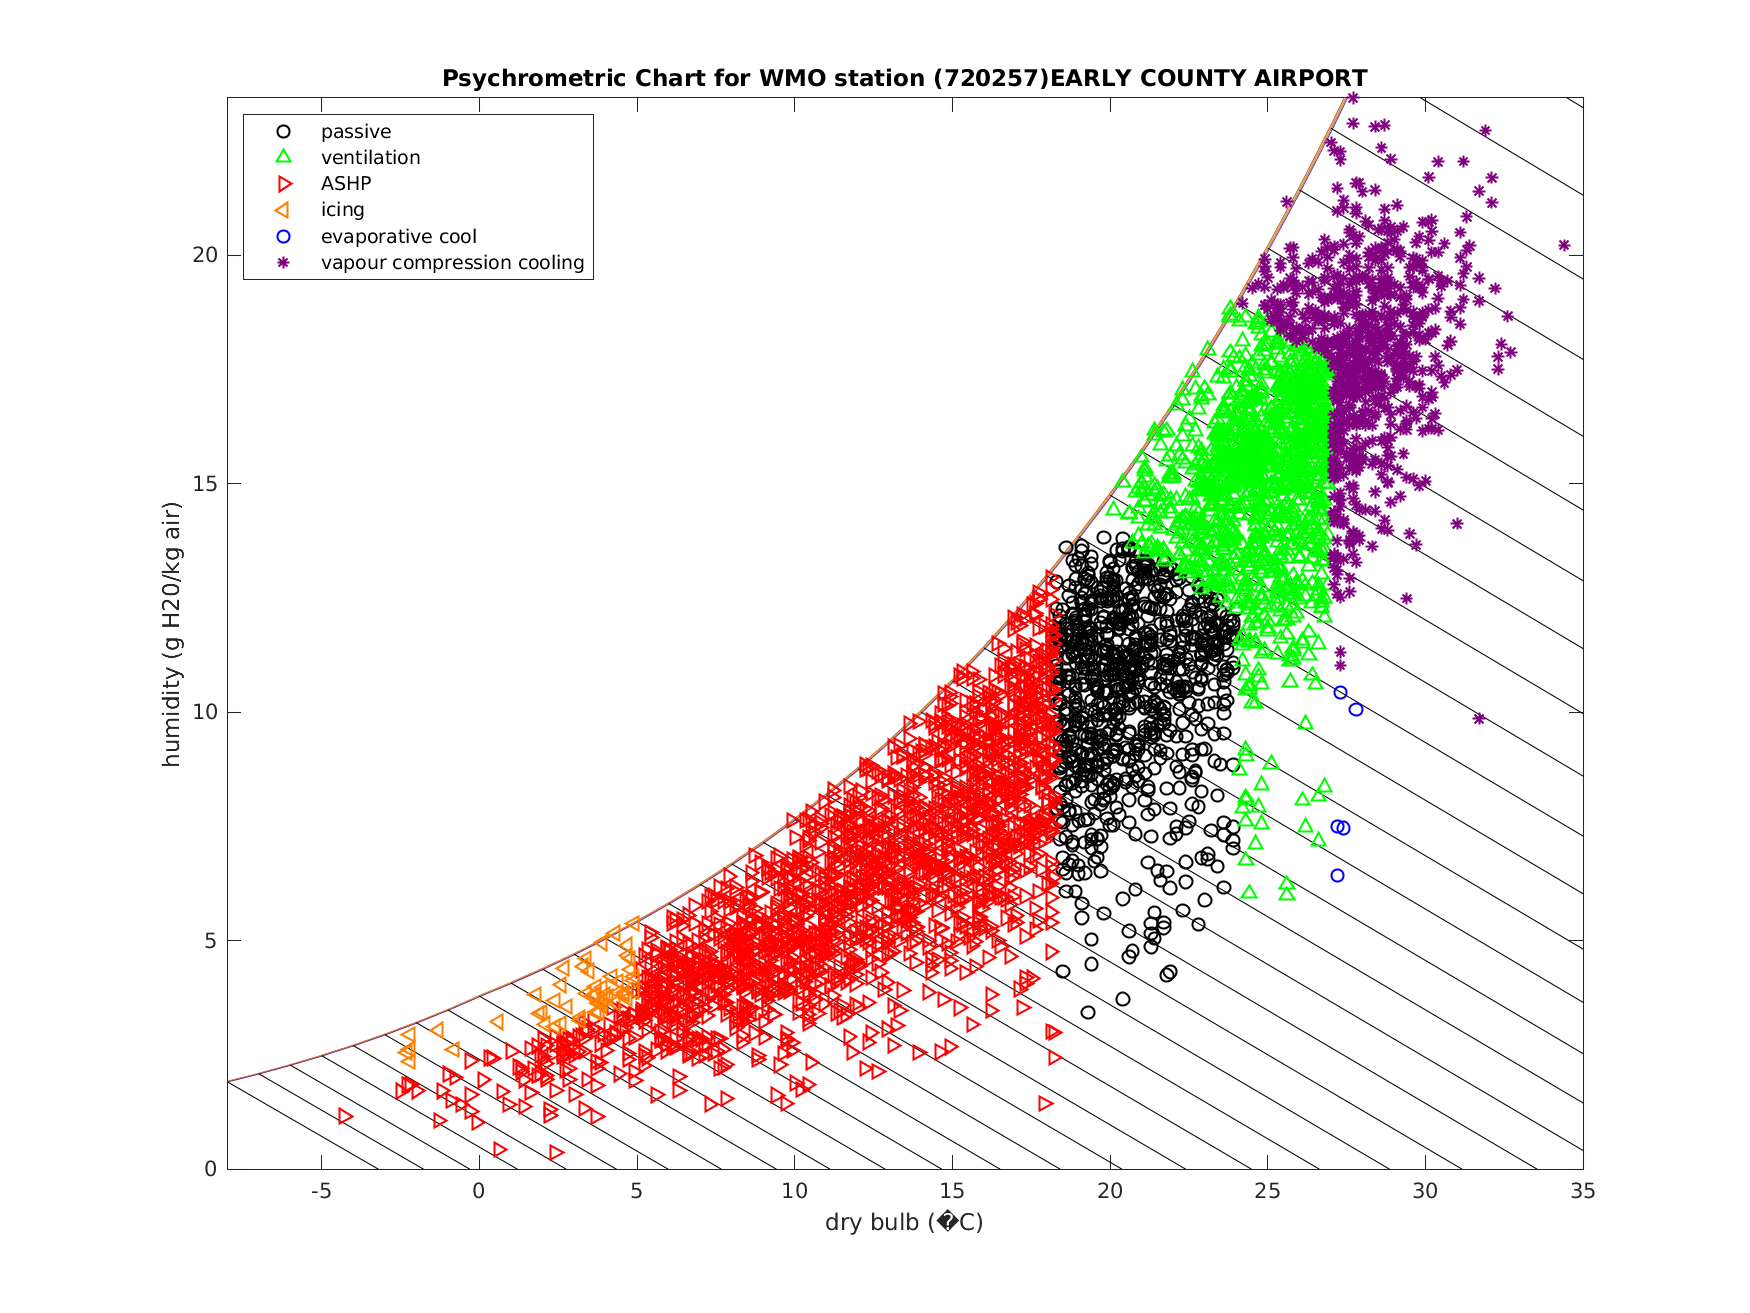 Psychrometric Chart for WMO station (720257)EARLY COUNTY AIRPORT
passive
ventilation
ASHP
icing
evaporative cool
vapour compression cooling
humidity (g H20/kg air)
20
15
10
5
0
-5 0 5 10 15 20 25 30 35
dry bulb (�C)